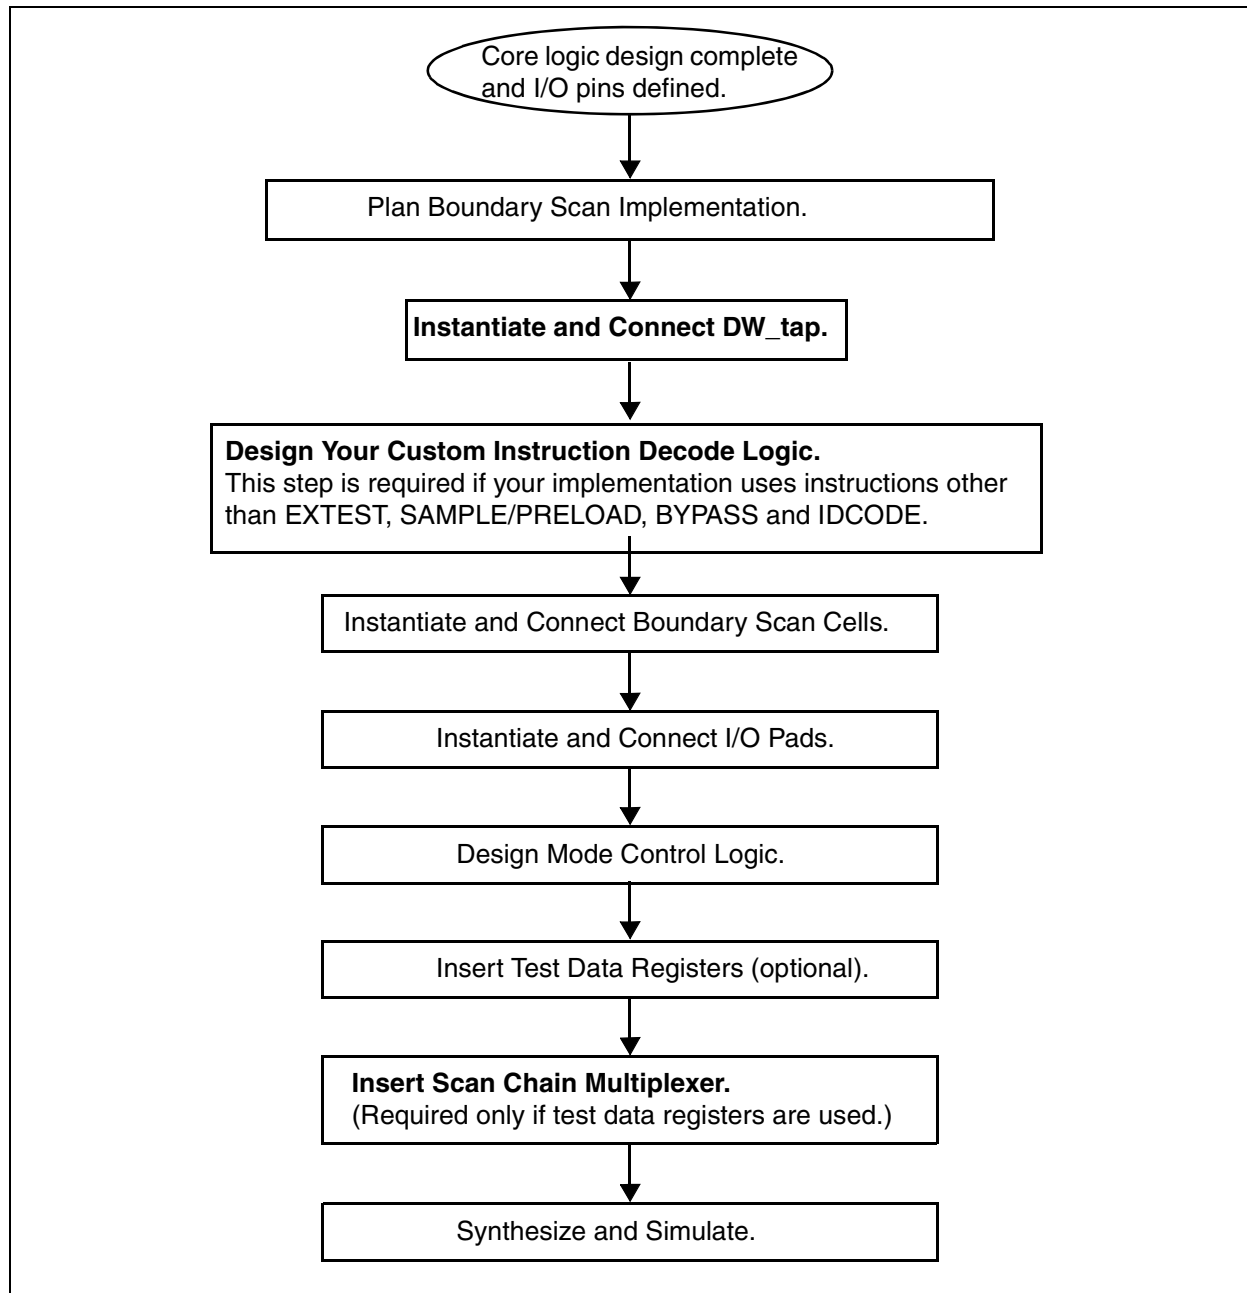 Core logic design complete
and I/O pins defined.
Plan Boundary Scan Implementation.
Instantiate and Connect DW_tap.
Design Your Custom Instruction Decode Logic.
This step is required if your implementation uses instructions other
than EXTEST, SAMPLE/PRELOAD, BYPASS and IDCODE.
Instantiate and Connect Boundary Scan Cells.
Instantiate and Connect I/O Pads.
Design Mode Control Logic.
Insert Test Data Registers (optional).
Insert Scan Chain Multiplexer.
(Required only if test data registers are used.)
Synthesize and Simulate.